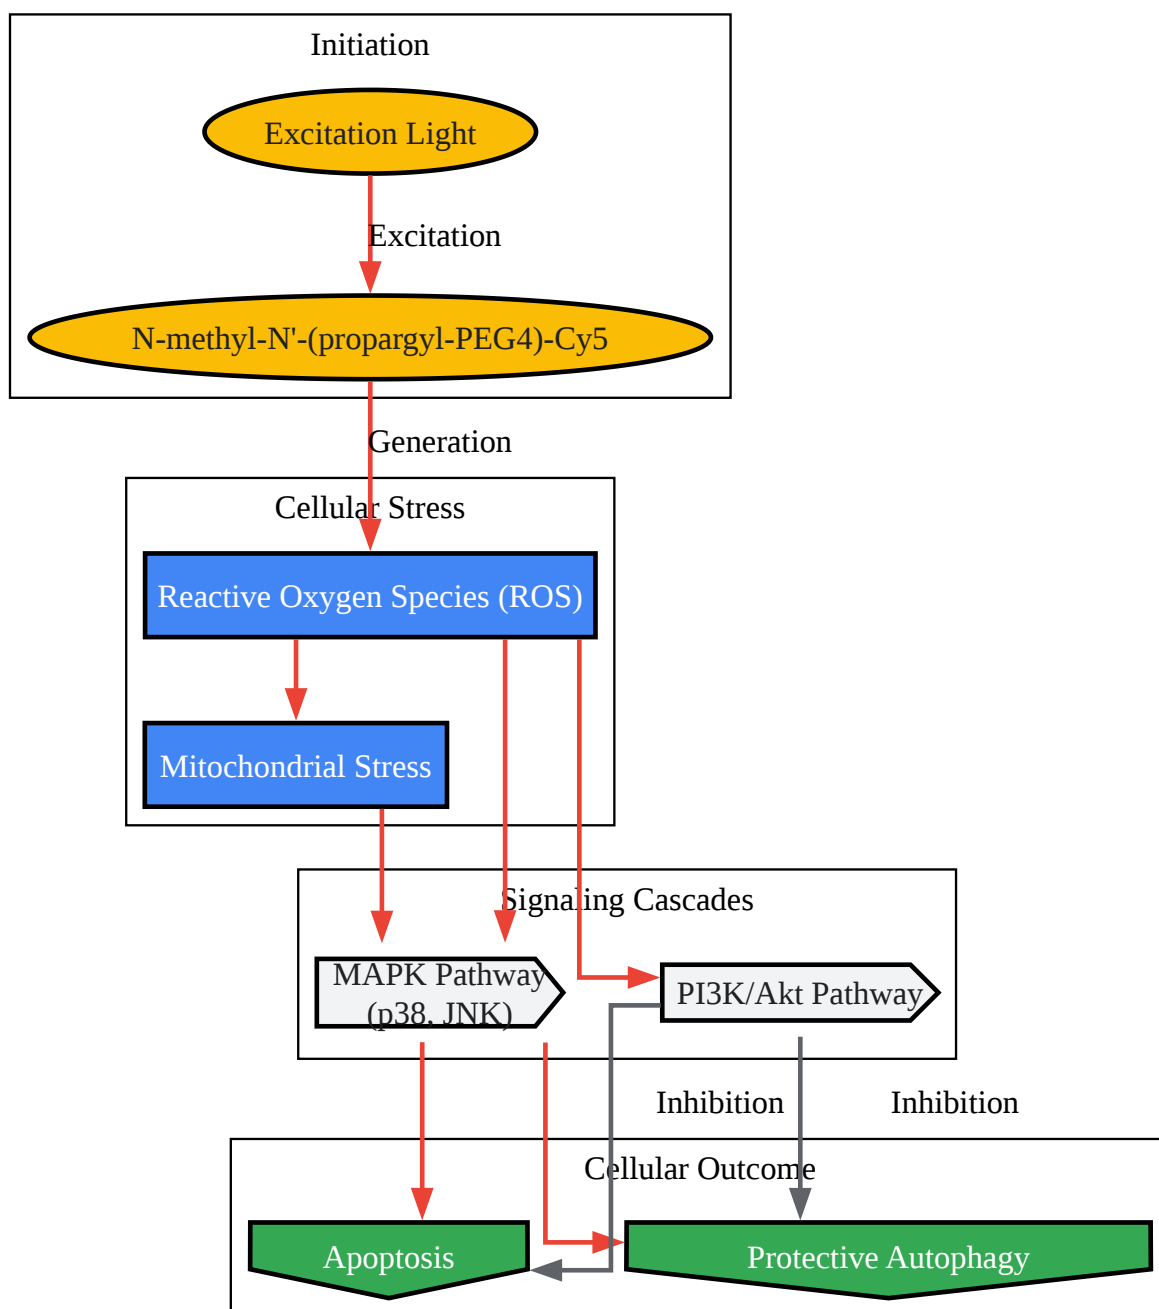 Initiation
Excitation Light
Excitation
N-methyl-N'-(propargyl-PEG4)-Cy5
Generation
Cellular Stress
Reactive Oxygen Species (ROS)
Mitochondrial Stress
Signaling Cascades
MAPK Pathway
(p38, JNK)
PI3K/Akt Pathway
Inhibition
Inhibition
Cellular Outcome
Apoptosis
Protective Autophagy